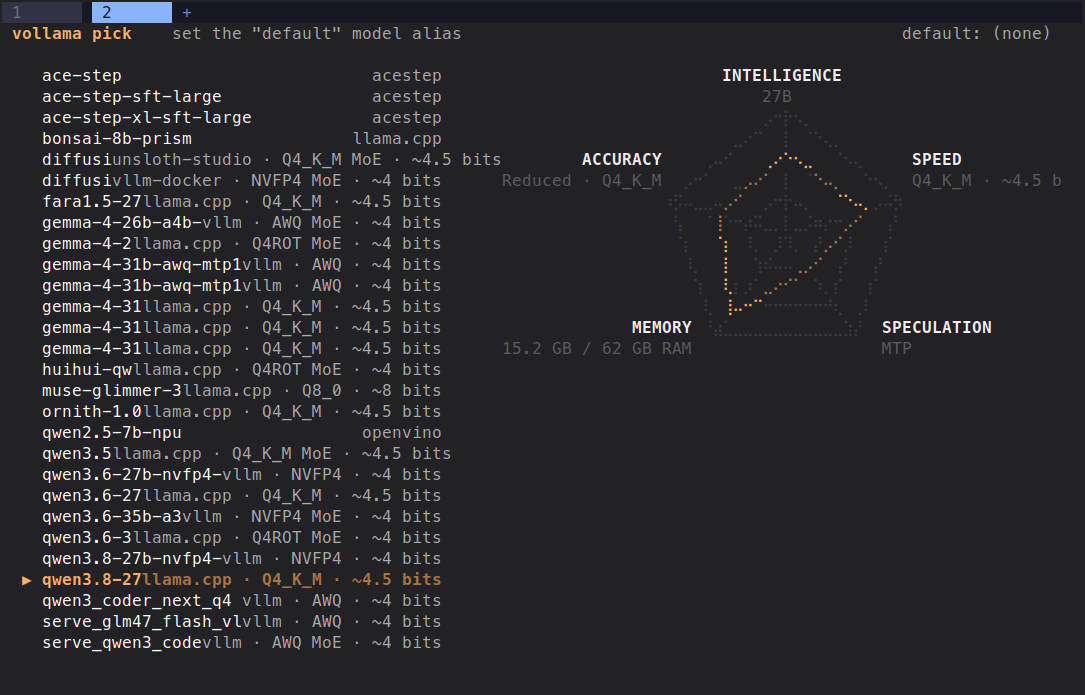 1 2 +
vollama pick set the "default" model alias default: (none)
ace-step acestep
INTELLIGENCE
ace-step-sft-large acestep
27B
ace-step-xl-sft-large acestep
bonsai-8b-prism llama.cpp
diffusiunsloth-studio · Q4_K_M MoE · ~4.5 bits
ACCURACY
SPEED
diffusivllm-docker · NVFP4 MoE · ~4 bits
Reduced · Q4_K_M
Q4_K_M · ~4.5 b
fara1.5-27llama.cpp · Q4_K_M · ~4.5 bits
gemma-4-26b-a4b-vllm · AWQ MoE · ~4 bits
gemma-4-2llama.cpp · Q4ROT MoE · ~4 bits
gemma-4-31b-awq-mtp1vllm · AWQ · ~4 bits
gemma-4-31b-awq-mtp1vllm · AWQ · ~4 bits
gemma-4-31llama.cpp · Q4_K_M · ~4.5 bits
gemma-4-31llama.cpp · Q4_K_M · ~4.5 bits
MEMORY
SPECULATION
gemma-4-31llama.cpp · Q4_K_M · ~4.5 bits
15.2 GB / 62 GB RAM
MTP
huihui-qwllama.cpp · Q4ROT MoE · ~4 bits
muse-glimmer-3llama.cpp · Q8_0 · ~8 bits
ornith-1.0llama.cpp · Q4_K_M · ~4.5 bits
qwen2.5-7b-npu openvino
qwen3.5llama.cpp · Q4_K_M MoE · ~4.5 bits
qwen3.6-27b-nvfp4-vllm · NVFP4 · ~4 bits
qwen3.6-27llama.cpp · Q4_K_M · ~4.5 bits
qwen3.6-35b-a3vllm · NVFP4 MoE · ~4 bits
qwen3.6-3llama.cpp · Q4ROT MoE · ~4 bits
qwen3.8-27b-nvfp4-vllm · NVFP4 · ~4 bits
▶ qwen3.8-27llama.cpp · Q4_K_M · ~4.5 bits
qwen3_coder_next_q4 vllm · AWQ · ~4 bits
serve_glm47_flash_vlvllm · AWQ · ~4 bits
serve_qwen3_codevllm · AWQ MoE · ~4 bits